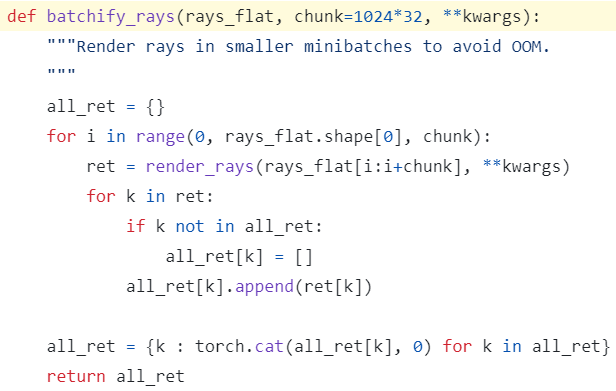 def batchify_rays(rays_flat, chunk=1024*32, **kwargs):
    """Render rays in smaller minibatches to avoid OOM.
    """
    all_ret = {}
    for i in range(0, rays_flat.shape[0], chunk):
        ret = render_rays(rays_flat[i:i+chunk], **kwargs)
        for k in ret:
            if k not in all_ret:
                all_ret[k] = []
            all_ret[k].append(ret[k])

    all_ret = {k : torch.cat(all_ret[k], 0) for k in all_ret}
    return all_ret